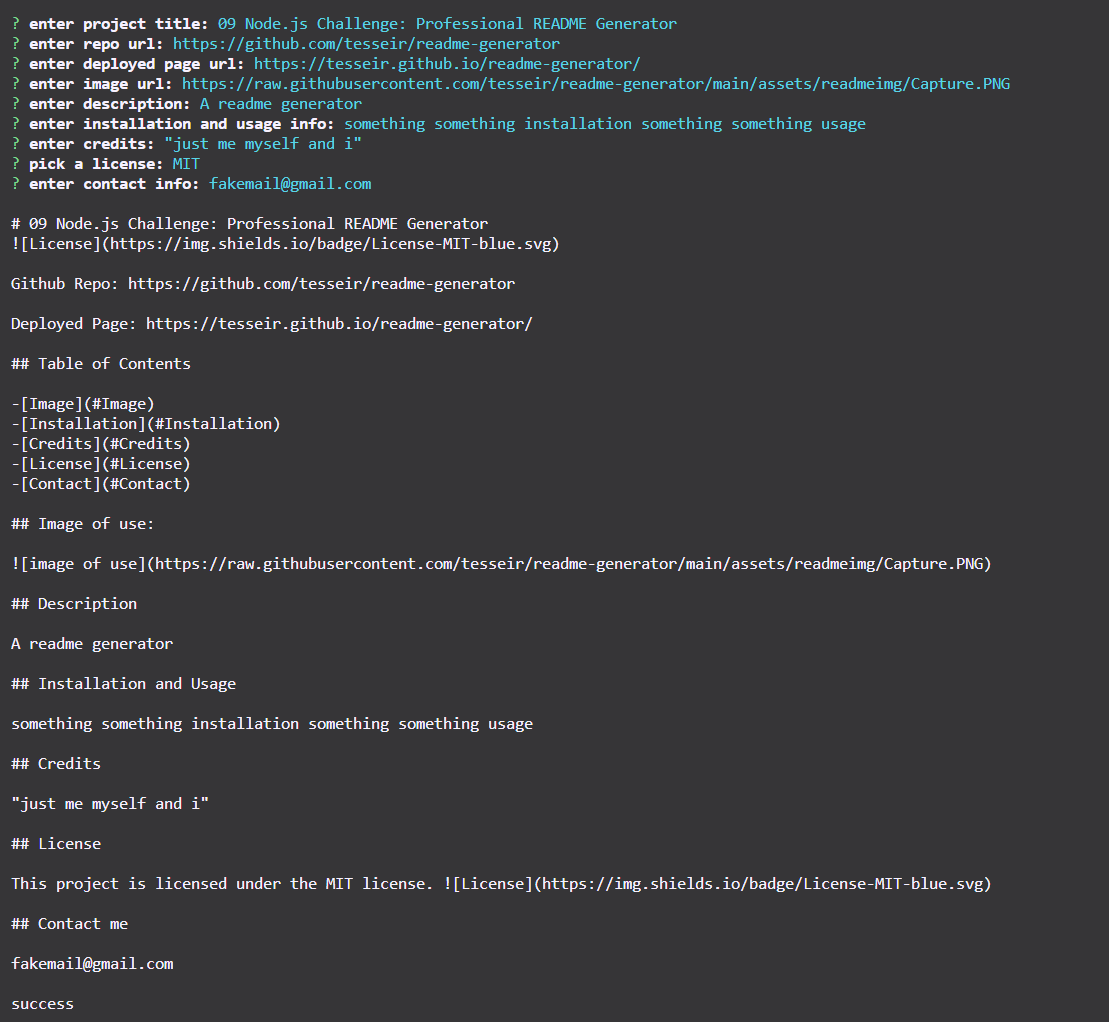 ? enter project title: 09 Node.js Challenge: Professional README Generator
? enter repo url: https://github.com/tesseir/readme-generator
? enter deployed page url: https://tesseir.github.io/readme-generator/
? enter image url: https://raw.githubusercontent.com/tesseir/readme-generator/main/assets/readmeimg/Capture.PNG
? enter description: A readme generator
? enter installation and usage info: something something installation something something usage
? enter credits: "just me myself and i"
? pick a license: MIT
? enter contact info: fakemail@gmail.com
# 09 Node.js Challenge: Professional README Generator
![License](https://img.shields.io/badge/License-MIT-blue.svg)
Github Repo: https://github.com/tesseir/readme-generator
Deployed Page: https://tesseir.github.io/readme-generator/
## Table of Contents
-[Image](#Image)
-[Installation](#Installation)
-[Credits](#Credits)
-[License](#License)
-[Contact](#Contact)
## Image of use:
![image of use](https://raw.githubusercontent.com/tesseir/readme-generator/main/assets/readmeimg/Capture.PNG)
## Description
A readme generator
## Installation and Usage
something something installation something something usage
## Credits
"just me myself and i"
## License
This project is licensed under the MIT license. ![License](https://img.shields.io/badge/License-MIT-blue.svg)
## Contact me
fakemail@gmail.com
success